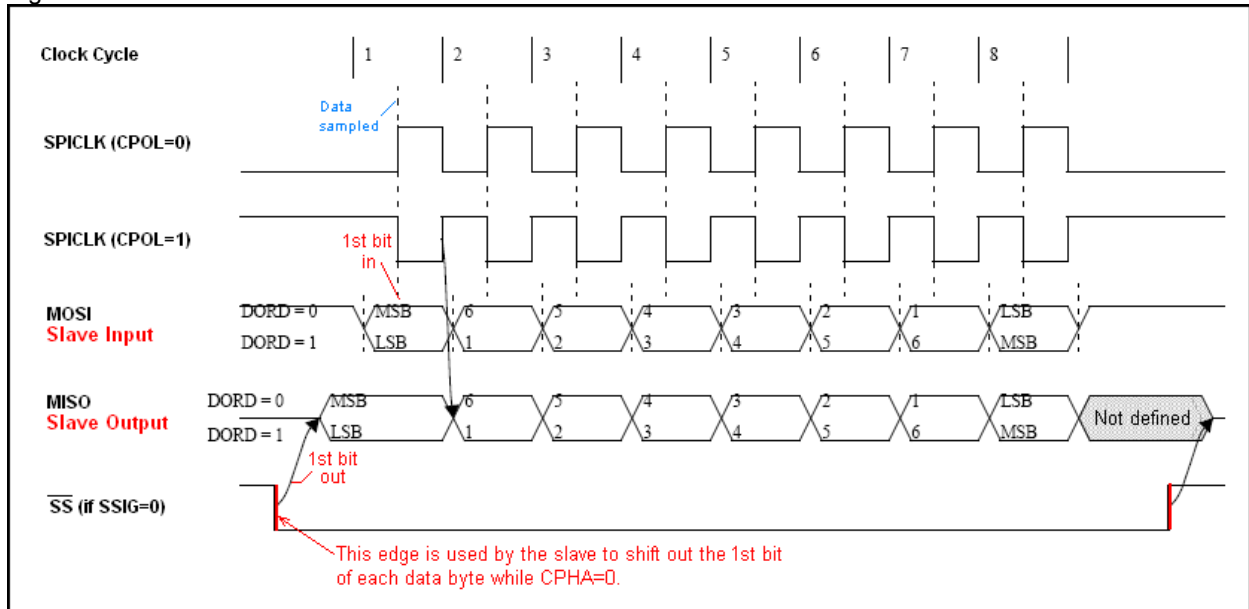 Clock Cycle 1 2 3 4 5 6 7 8
Data
sampled
SPICLK (CPOL=0)
SPICLK (CPOL=1)
1st bit
in
MOSI DORD = 0 MSB 6 5 4 3 2 1 LSB
Slave Input DORD = 1 LSB 1 2 3 4 5 6 MSB
MISO DORD = 0 MSB 6 5 4 3 2 1 LSB
Not defined
Slave Output DORD = 1 LSB 1 2 3 4 5 6 MSB
1st bit
out
SS (if SSIG=0)
This edge is used by the slave to shift out the 1st bit
of each data byte while CPHA=0.